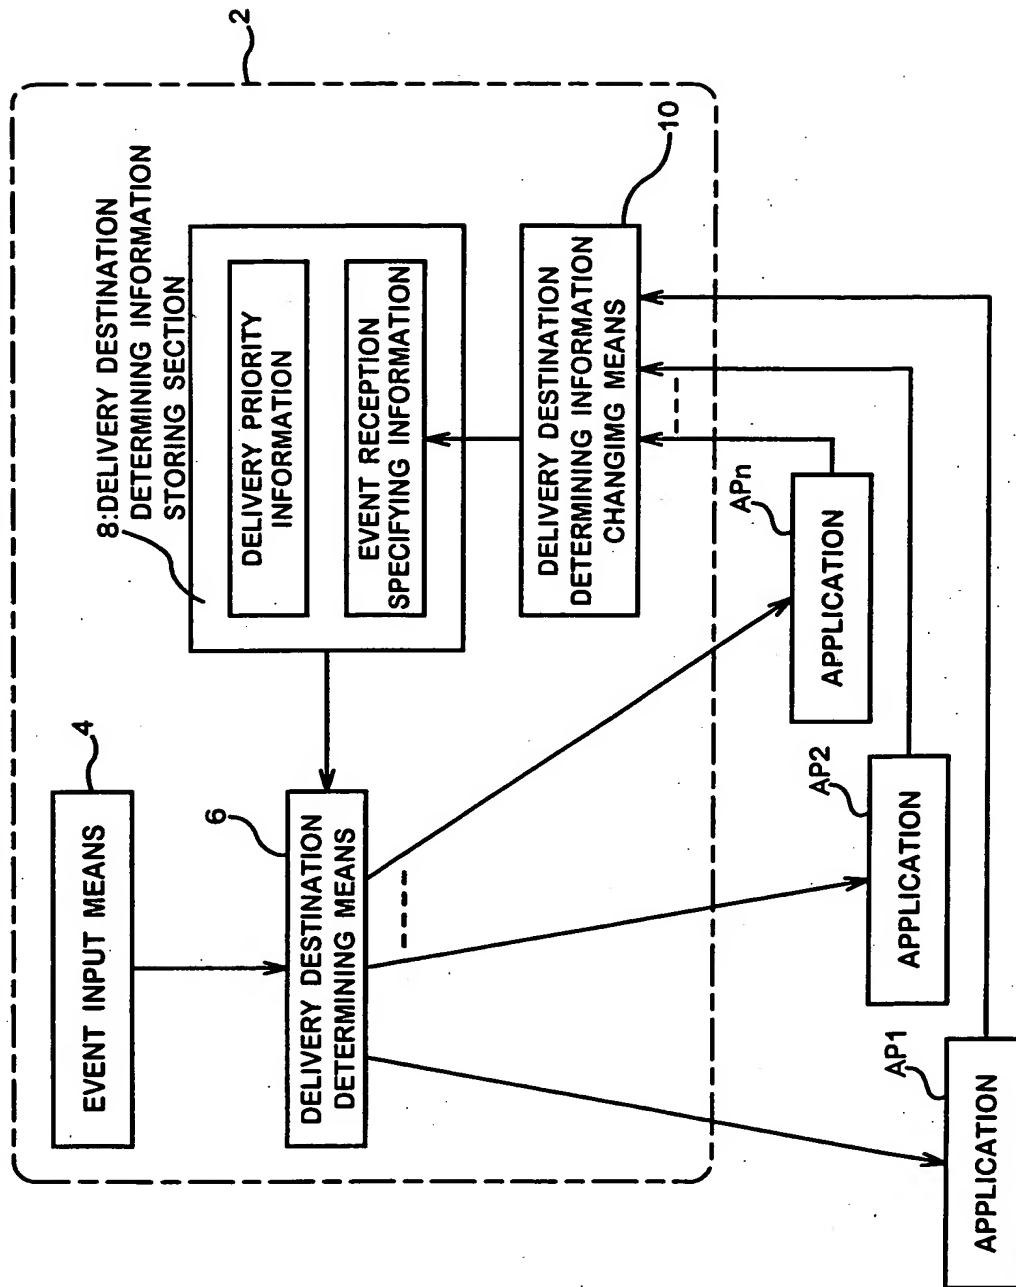 2
EVENT INPUT MEANS
4
8:DELIVERY DESTINATION
DETERMINING INFORMATION
STORING SECTION
DELIVERY PRIORITY
INFORMATION
EVENT RECEPTION
SPECIFYING INFORMATION
6
DELIVERY DESTINATION
DETERMINING MEANS
10
DELIVERY DESTINATION
DETERMINING INFORMATION
CHANGIMG MEANS
AP1
APPLICATION
AP2
APPLICATION
APn
APPLICATION